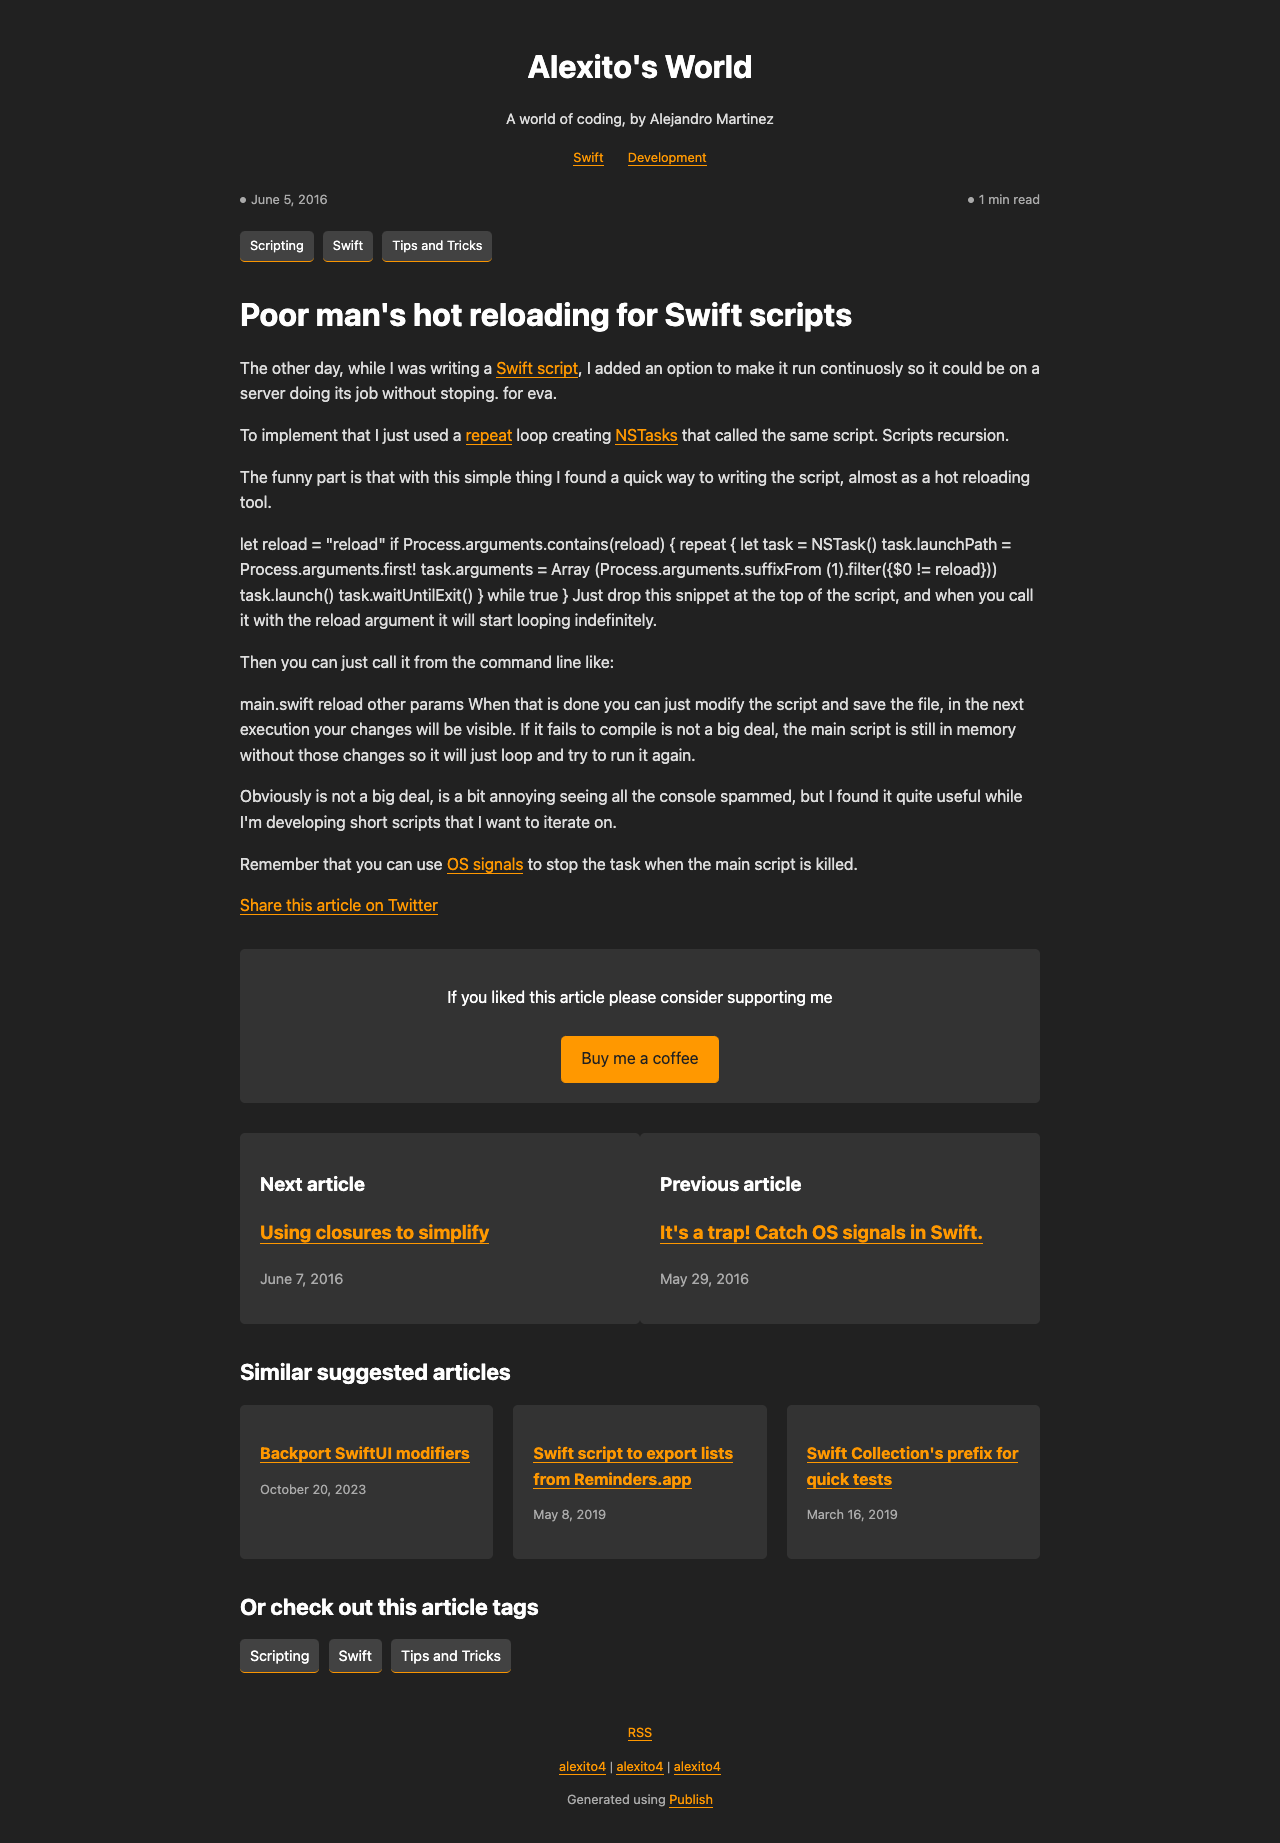 Alexito's World
A world of coding, by Alejandro Martinez
Swift Development
June 5, 2016
1 min read
Scripting Swift Tips and Tricks
Poor man's hot reloading for Swift scripts
The other day, while I was writing a Swift script, I added an option to make it run continuosly so it could be on a
server doing its job without stoping. for eva.
To implement that I just used a repeat loop creating NSTasks that called the same script. Scripts recursion.
The funny part is that with this simple thing I found a quick way to writing the script, almost as a hot reloading
tool.
let reload = "reload" if Process.arguments.contains(reload) { repeat { let task = NSTask() task.launchPath =
Process.arguments.first! task.arguments = Array (Process.arguments.suffixFrom (1).filter({$0 != reload}))
task.launch() task.waitUntilExit() } while true } Just drop this snippet at the top of the script, and when you call
it with the reload argument it will start looping indefinitely.
Then you can just call it from the command line like:
main.swift reload other params When that is done you can just modify the script and save the file, in the next
execution your changes will be visible. If it fails to compile is not a big deal, the main script is still in memory
without those changes so it will just loop and try to run it again.
Obviously is not a big deal, is a bit annoying seeing all the console spammed, but I found it quite useful while
I'm developing short scripts that I want to iterate on.
Remember that you can use OS signals to stop the task when the main script is killed.
Share this article on Twitter
If you liked this article please consider supporting me
Buy me a coffee
Next article
Using closures to simplify
June 7, 2016
Previous article
It's a trap! Catch OS signals in Swift.
May 29, 2016
Similar suggested articles
Backport SwiftUI modifiers
October 20, 2023
Swift script to export lists
from Reminders.app
May 8, 2019
Swift Collection's prefix for
quick tests
March 16, 2019
Or check out this article tags
Scripting Swift Tips and Tricks
RSS
alexito4 | alexito4 | alexito4
Generated using Publish